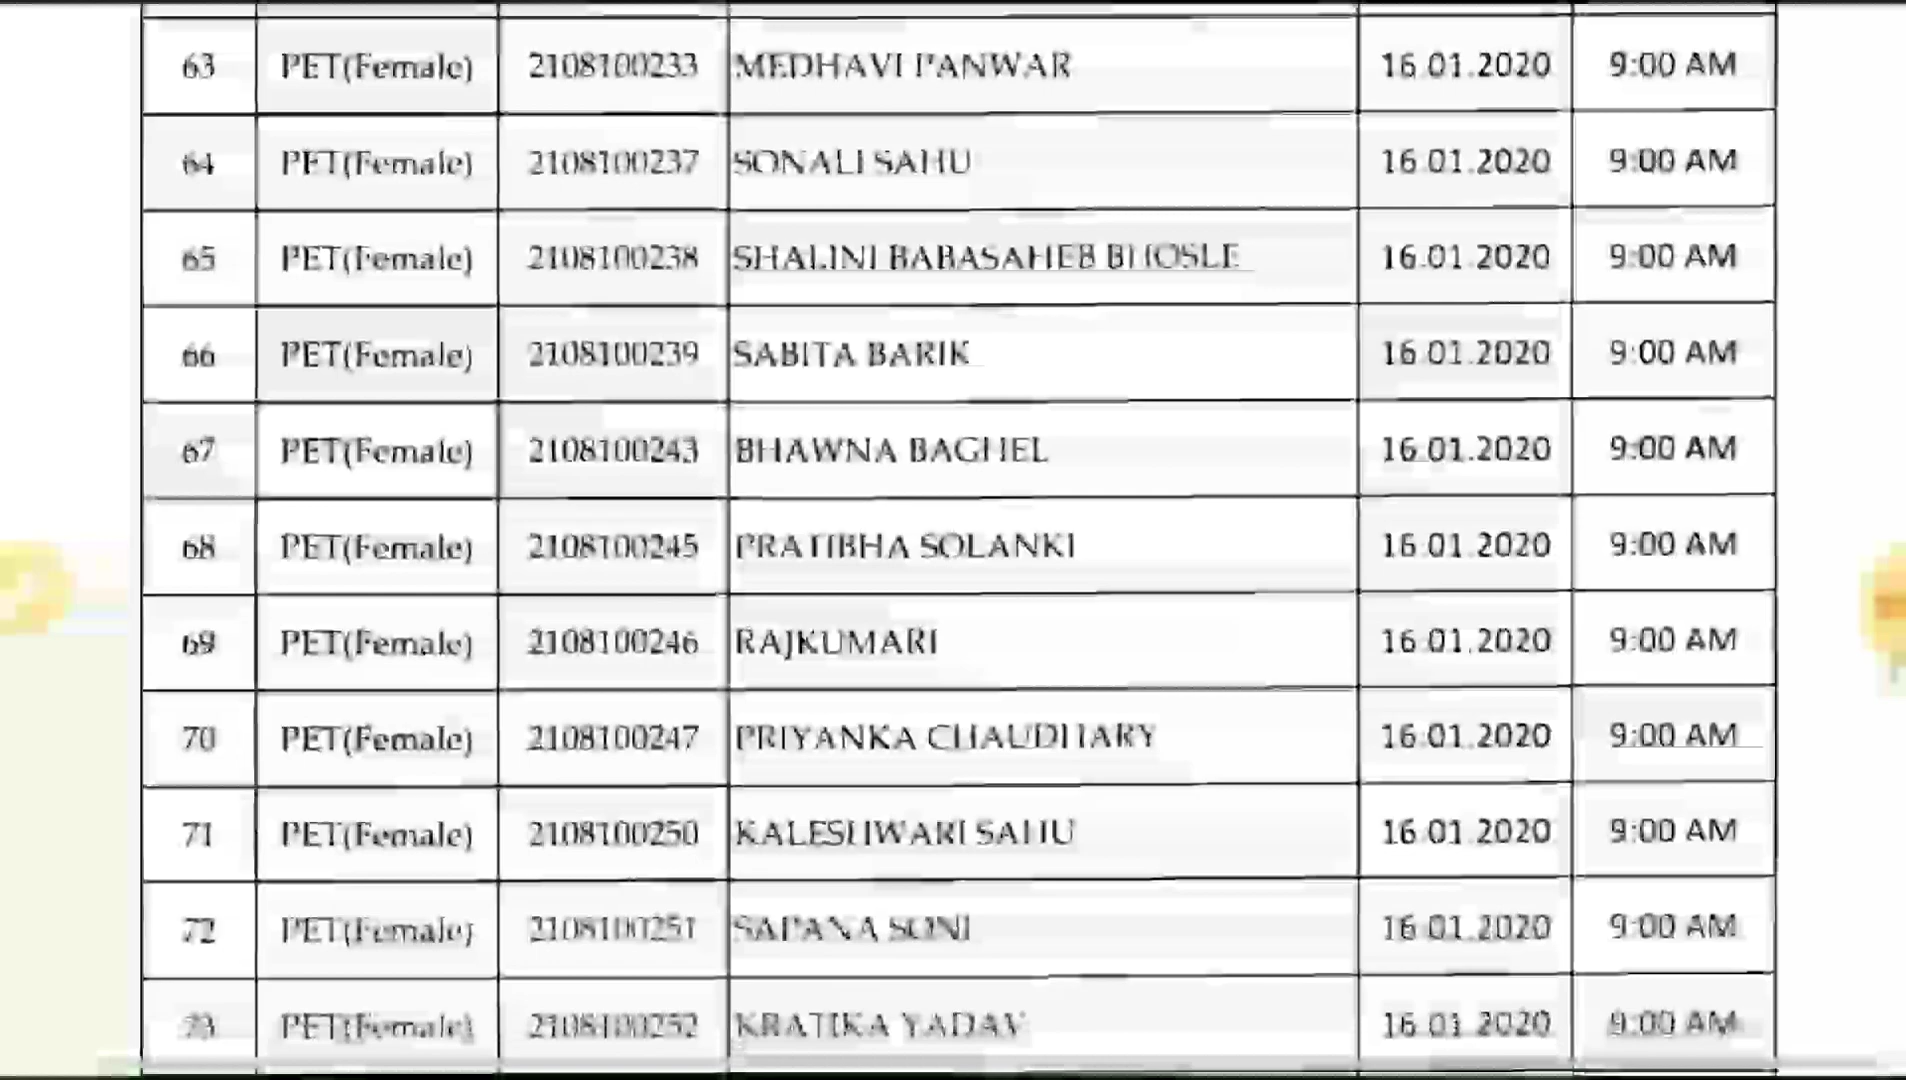 63 PET(Female) 2108100233 MEDHAVI PANWAR 16.01.2020 9:00 AM
64 PET(Female) 2108100237 SONALI SAHU 16.01.2020 9:00 AM
65 PET(Female) 2108100238 SHALINI BABASAHEB BHOSLE 16.01.2020 9:00 AM
66 PET(Female) 2108100239 SABITA BARIK 16.01.2020 9:00 AM
67 PET(Female) 2108100243 BHAWNA BAGHEL 16.01.2020 9:00 AM
68 PET(Female) 2108100245 PRATIBHA SOLANKI 16.01.2020 9:00 AM
69 PET(Female) 2108100246 RAJKUMARI 16.01.2020 9:00 AM
70 PET(Female) 2108100247 PRIYANKA CHAUDHARY 16.01.2020 9:00 AM
71 PET(Female) 2108100250 KALESHWARI SAHU 16.01.2020 9:00 AM
72 PET(Female) 2108100251 SAPANA SONI 16.01.2020 9:00 AM
73 PET(Female) 2108100252 KRATIKA YADAV 16.01.2020 9:00 AM